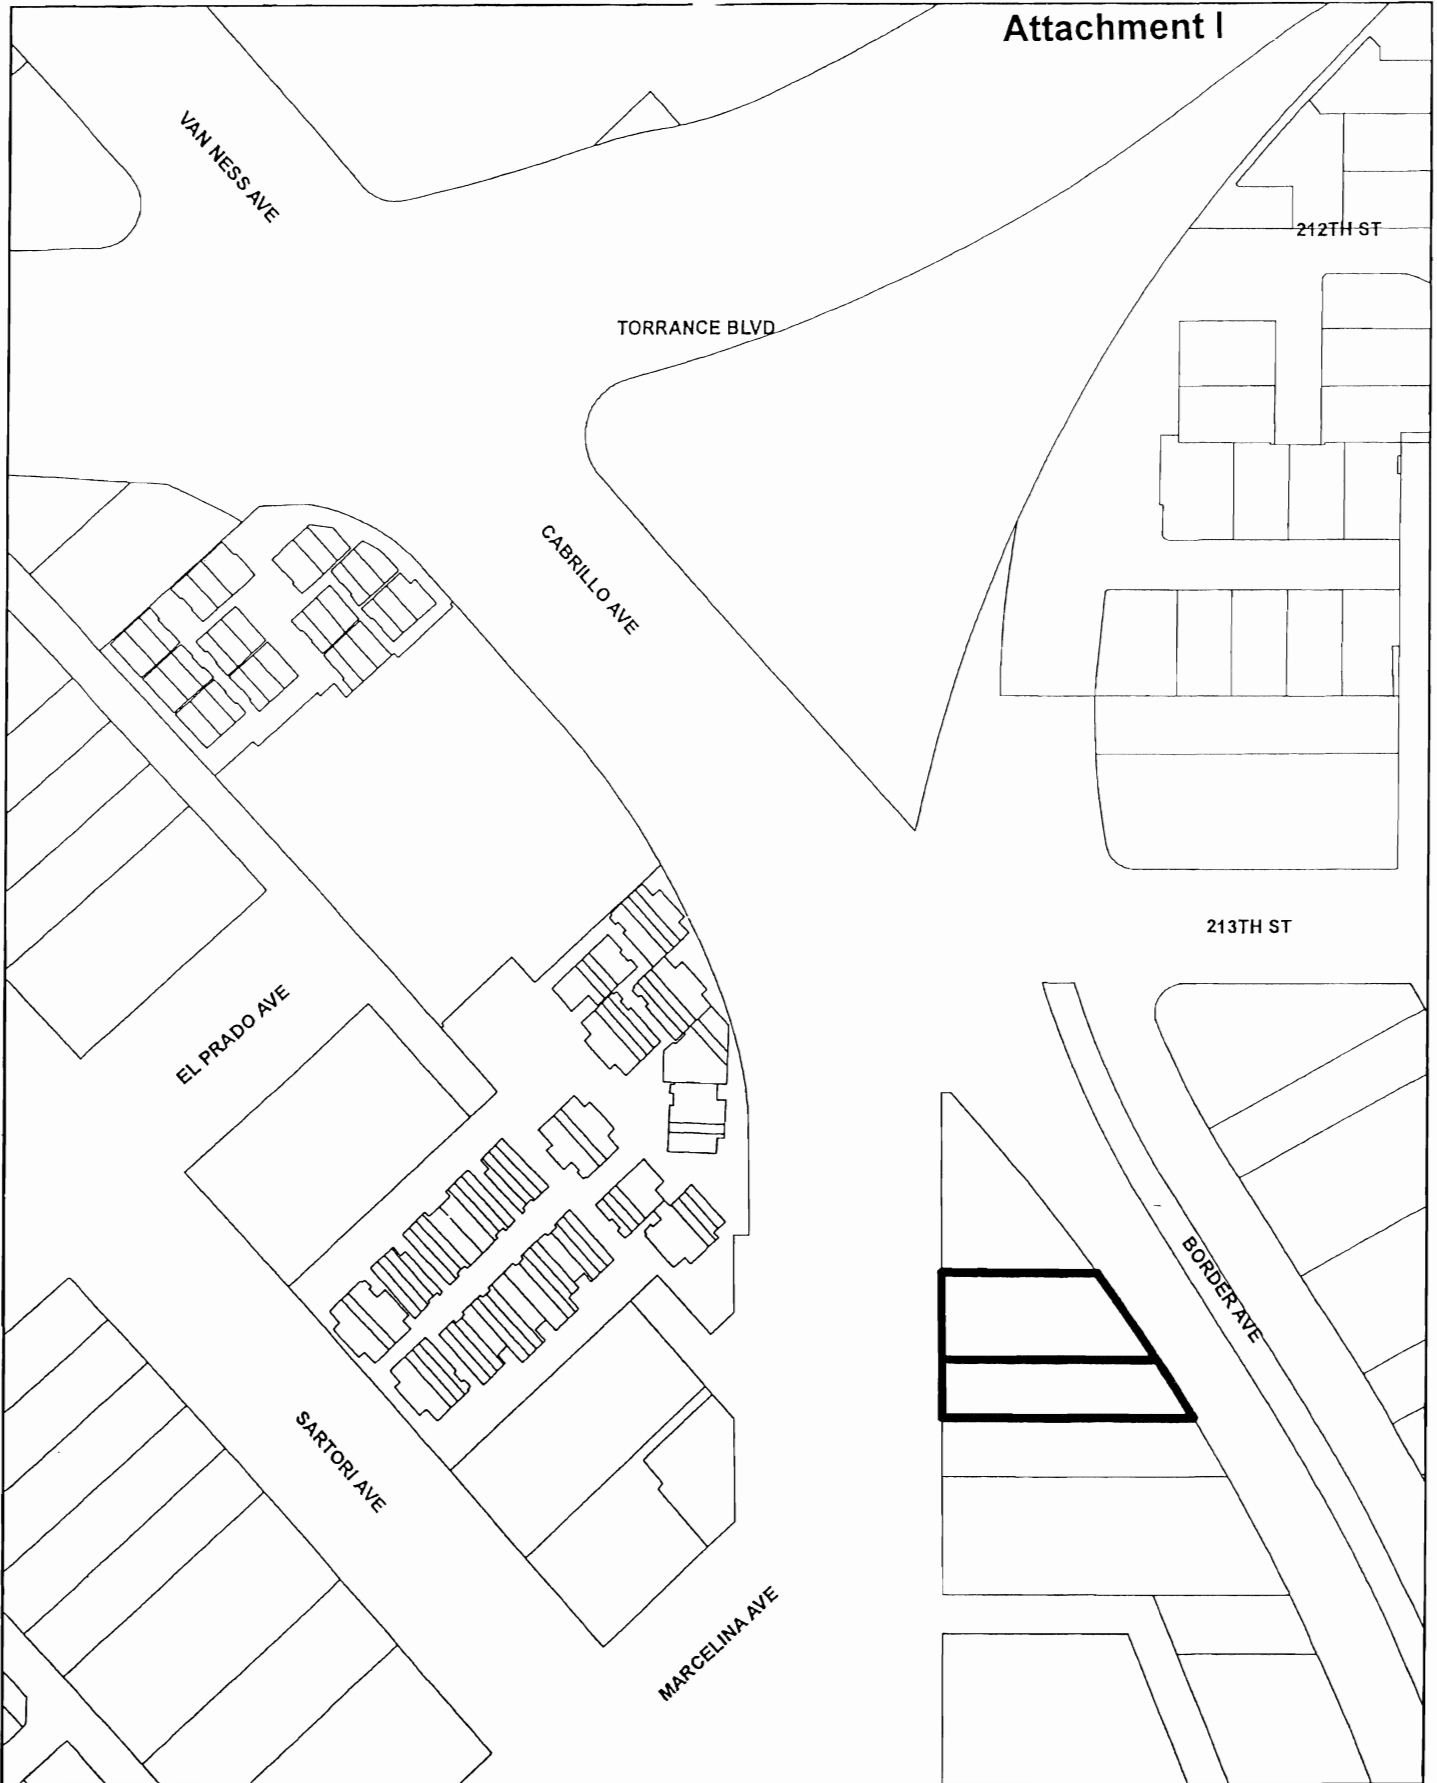 Attachment I
VAN NESS AVE
212TH ST
TORRANCE BLVD
CABRILLO AVE
213TH ST
EL PRADO AVE
BORDER AVE
SARTORI AVE
MARCELINA AVE